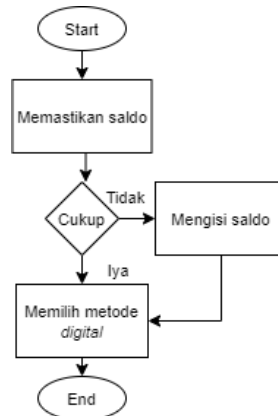 Start
Memastikan saldo
Tidak
Cukup
Mengisi saldo
Iya
Memilih metode
digital
End